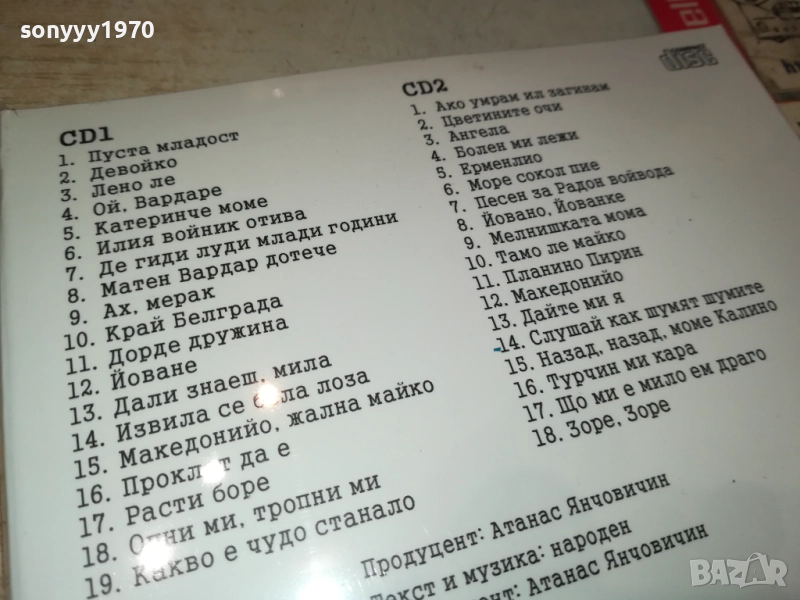 sonyyy1970
CD1
1. Пуста младост
2. Девойко
3. Лено ле
4. Ой, Вардаре
5. Катеринче моме
6. Илия войник отива
7. Де гиди луди млади години
8. Матен Вардар дотече
9. Ах, мерак
10. Край Белграда
11. Дорде дружина
12. Йоване
13. Дали знаеш, мила
14. Извила се бела лоза
15. Македонийо, жална майко
16. Проклет да е
17. Расти боре
18. ми, тропни ми
19. Какво е чудо станало
CD2
1. Ако умрам ил загинам
2. Цветините очи
3. Ангела
4. Болен ми лежи
5. Ерменлио
6. Море сокол пие
7. Песен за Радон войвода
8. Йовано, Йованке
9. Мелнишката мома
10. Тамо ле майко
11. Планино Пирин
12. Македонийо
13. Дайте ми я
14. Слушай как шумят шумите
15. Назад, назад, моме Калино
16. Турчин ми кара
17. Що ми е мило ем драго
18. Зоре, Зоре
Продуцент: Атанас Янчовичин
Текст и музика: народен
Атанас Янчовичин
disc
BAZAR